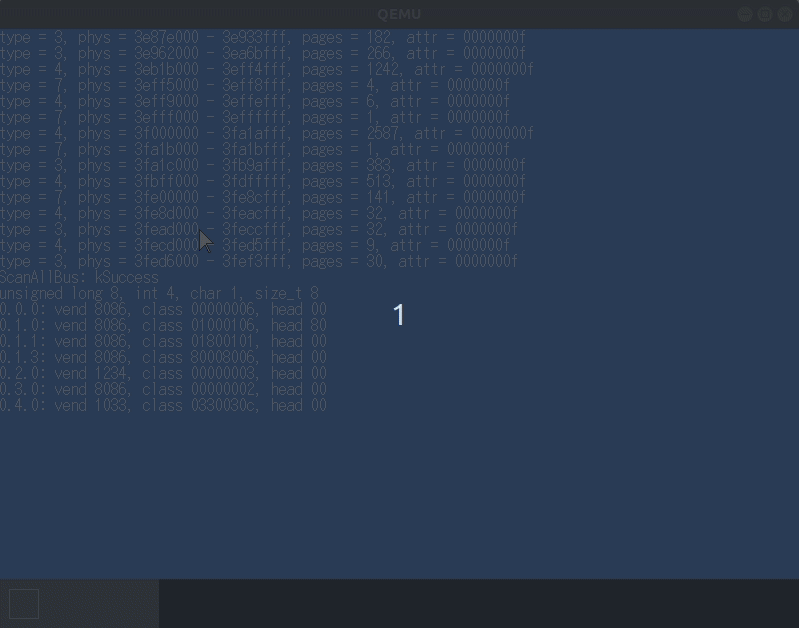 QEMU
type = 3, phys = 3e87e000 - 3e933fff, pages = 182, attr = 0000000f
type = 3, phys = 3e962000 - 3ea6bfff, pages = 266, attr = 0000000f
type = 4, phys = 3eb1b000 - 3eff4fff, pages = 1242, attr = 0000000f
type = 7, phys = 3eff5000 - 3eff8fff, pages = 4, attr = 0000000f
type = 4, phys = 3eff9000 - 3effefff, pages = 6, attr = 0000000f
type = 7, phys = 3efff000 - 3effffff, pages = 1, attr = 0000000f
type = 4, phys = 3f000000 - 3fa1afff, pages = 2587, attr = 0000000f
type = 7, phys = 3fa1b000 - 3fa1bfff, pages = 1, attr = 0000000f
type = 3, phys = 3fa1c000 - 3fb9afff, pages = 383, attr = 0000000f
type = 4, phys = 3fbff000 - 3fdfffff, pages = 513, attr = 0000000f
type = 7, phys = 3fe00000 - 3fe8cfff, pages = 141, attr = 0000000f
type = 4, phys = 3fe8d000 - 3feacfff, pages = 32, attr = 0000000f
type = 3, phys = 3fead000 - 3feccfff, pages = 32, attr = 0000000f
type = 4, phys = 3fecd000 - 3fed5fff, pages = 9, attr = 0000000f
type = 3, phys = 3fed6000 - 3fef3fff, pages = 30, attr = 0000000f
ScanAllBus: kSuccess
unsigned long 8, int 4, char 1, size_t 8
0.0.0: vend 8086, class 00000006, head 00
0.1.0: vend 8086, class 01000106, head 80
0.1.1: vend 8086, class 01800101, head 00
0.1.3: vend 8086, class 80008006, head 00
0.2.0: vend 1234, class 00000003, head 00
0.3.0: vend 8086, class 00000002, head 00
0.4.0: vend 1033, class 0330030c, head 00
1